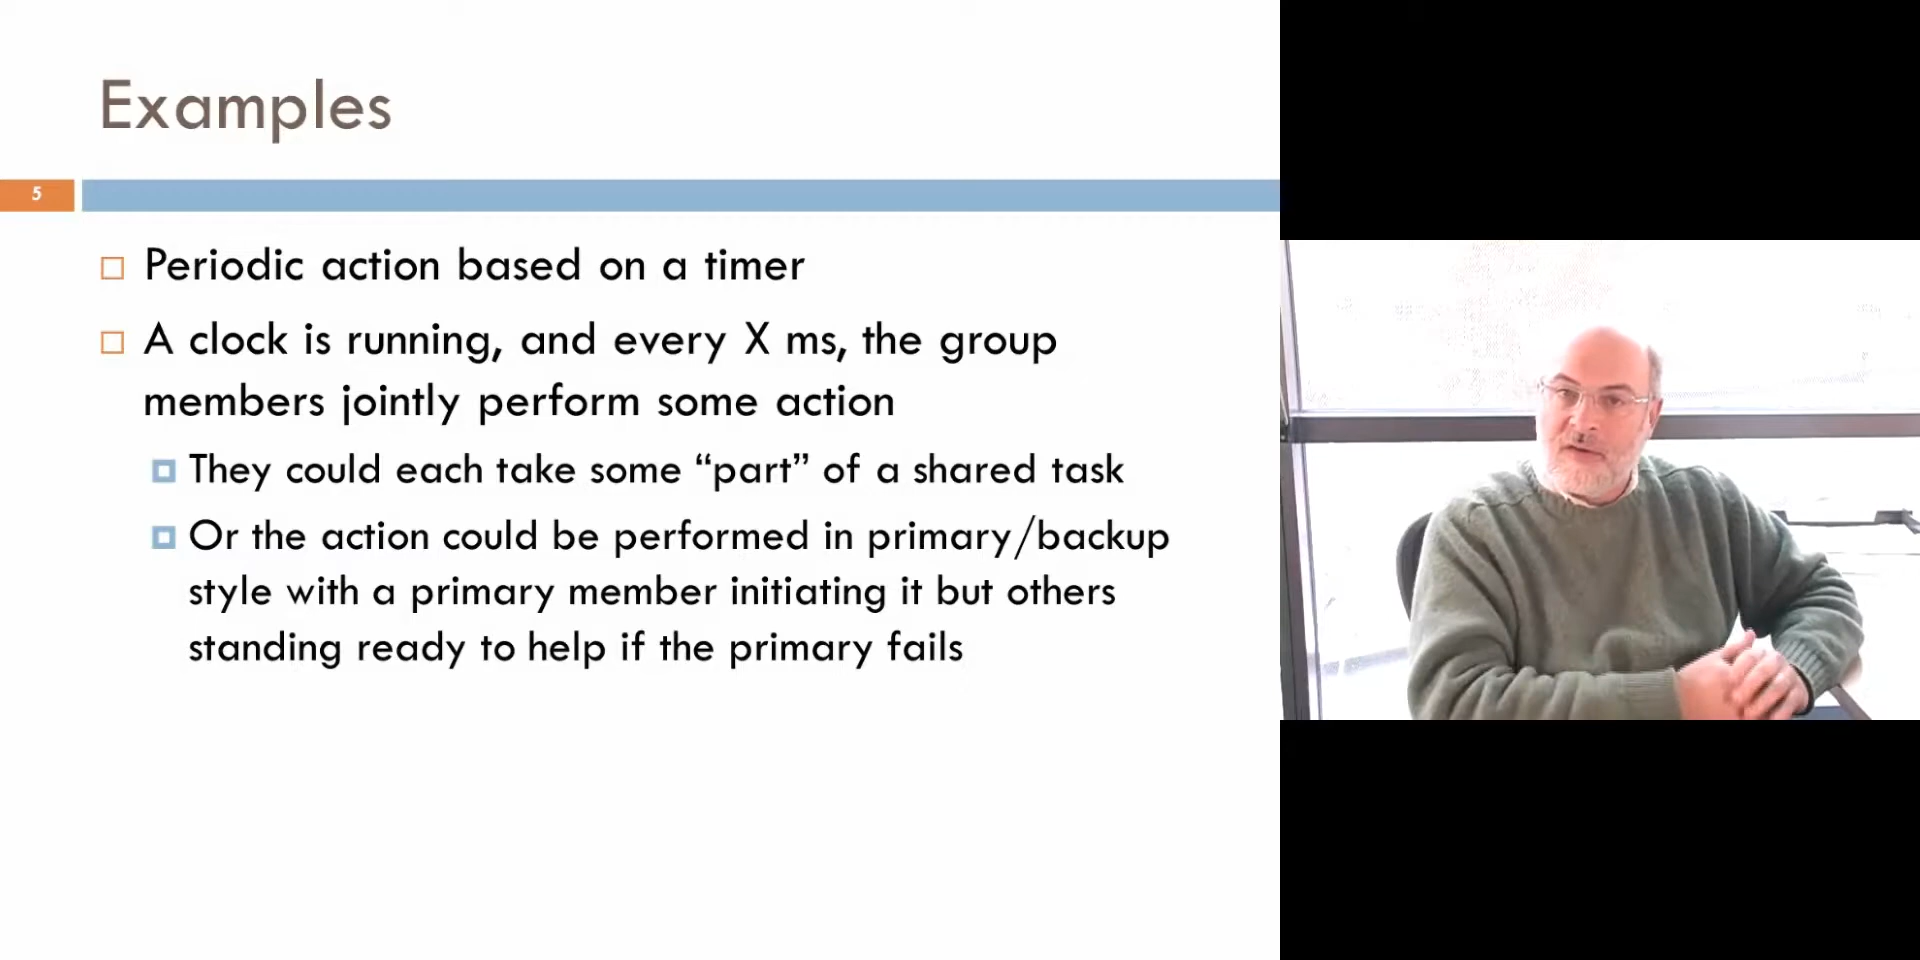 Examples
5
Periodic action based on a timer
A clock is running, and every X ms, the group
members jointly perform some action
They could each take some “part” of a shared task
Or the action could be performed in primary/backup
style with a primary member initiating it but others
standing ready to help if the primary fails